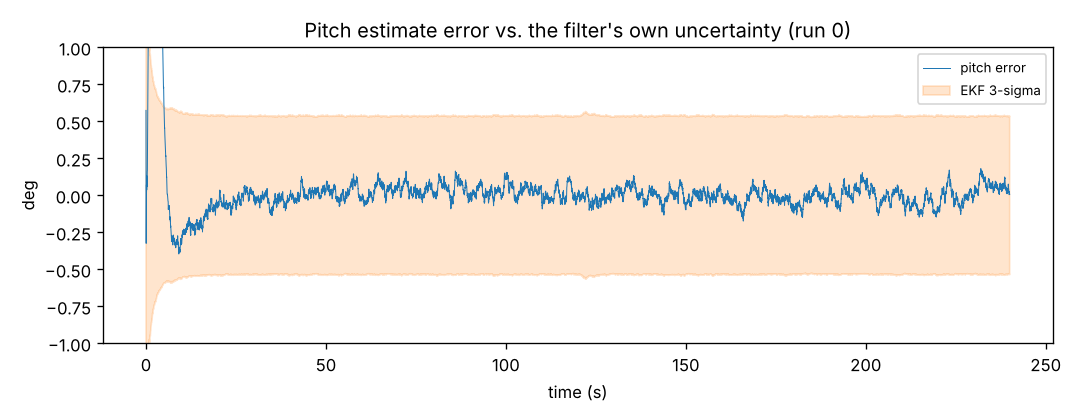 Pitch estimate error vs. the filter's own uncertainty (run 0)
1.00
0.75
0.50
0.25
0.00
−0.25
−0.50
−0.75
−1.00
deg
pitch error
EKF 3-sigma
0 50 100 150 200 250
time (s)